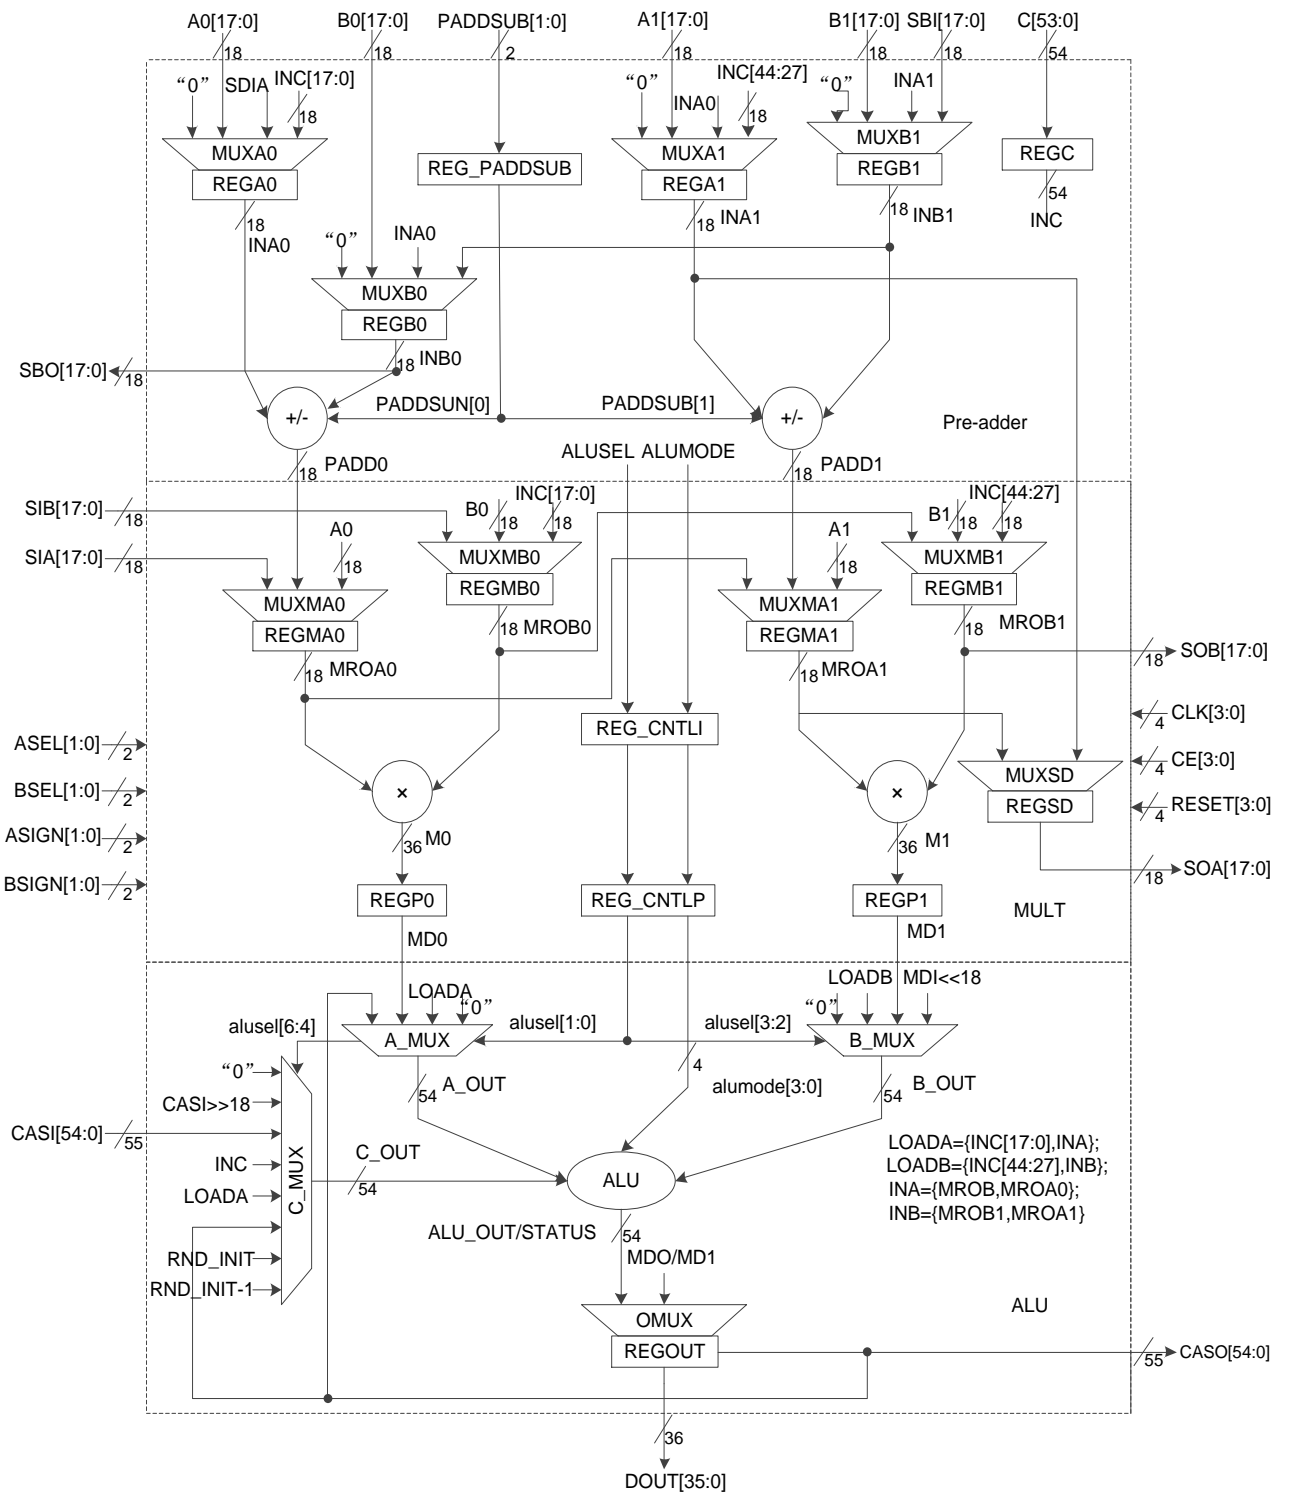 A0[17:0] B0[17:0] PADDSUB[1:0] A1[17:0] B1[17:0] SBI[17:0] C[53:0]
18 18 2 18 18 18 54
“0” SDIA INC[17:0] “0” INA0 INC[44:27] “0” INA1
18 18
MUXA0 MUXA1 MUXB1
REGA0 REG_PADDSUB REGA1 REGB1 REGC
18 18 18 54
INA0 INA1 INB1 INC
“0” INA0
MUXB0
REGB0
18 INB0
SBO[17:0] 18
PADDSUN[0] PADDSUB[1]
+/- +/- Pre-adder
ALUSEL ALUMODE
18 PADD0 18 PADD1
SIB[17:0] 18 B0 18 INC[17:0] 18 B1 18 INC[44:27] 18
SIA[17:0] 18 A0 18 MUXMB0 A1 18 MUXMB1
REGMB0 REGMB1
MUXMA0 MUXMA1
REGMA0 18 MROB0 REGMA1 18 MROB1
18 MROA0 18 MROA1 18 SOB[17:0]
ASEL[1:0] 2 REG_CNTLI 4 CLK[3:0]
BSEL[1:0] 2 × × MUXSD 4 CE[3:0]
REGSD 4 RESET[3:0]
ASIGN[1:0] 2 36 M0 36 M1
BSIGN[1:0] 2 18 SOA[17:0]
REGP0 REG_CNTLP REGP1 MULT
MD0 MD1
LOADA “0” “0” LOADB MDI<<18
alusel[6:4] A_MUX alusel[1:0] alusel[3:2] B_MUX
“0” 54 A_OUT 4 alumode[3:0] 54 B_OUT
CASI>>18
CASI[54:0] 55
INC
LOADA
RND_INIT
RND_INIT-1
C_MUX
C_OUT
54
ALU
LOADA={INC[17:0],INA};
LOADB={INC[44:27],INB};
INA={MROB,MROA0};
INB={MROB1,MROA1}
ALU_OUT/STATUS 54
MDO/MD1
OMUX
REGOUT
ALU
55 CASO[54:0]
36
DOUT[35:0]